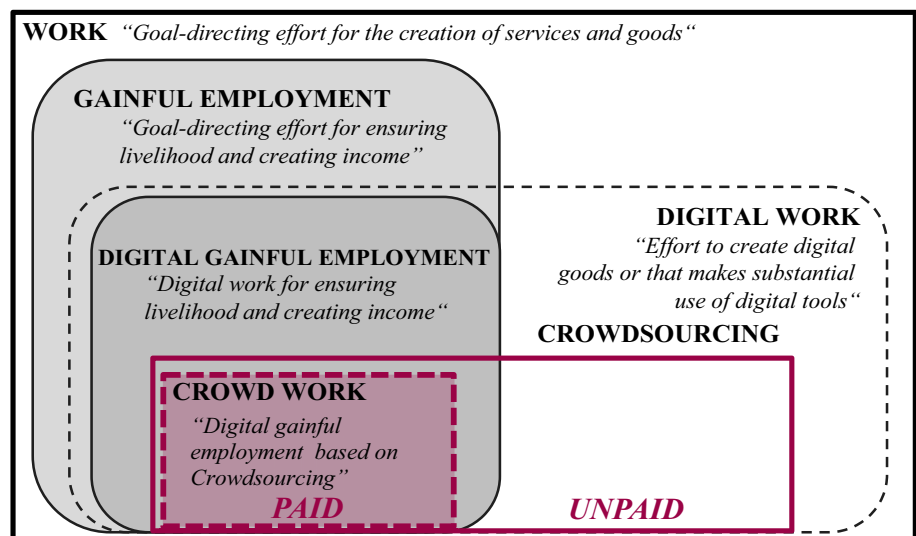 WORK “Goal-directing effort for the creation of services and goods“
GAINFUL EMPLOYMENT
“Goal-directing effort for ensuring
livelihood and creating income”
DIGITAL WORK
“Effort to create digital
goods or that makes substantial
use of digital tools“
DIGITAL GAINFUL EMPLOYMENT
“Digital work for ensuring
livelihood and creating income“
CROWDSOURCING
CROWD WORK
“Digital gainful
employment based on
Crowdsourcing”
PAID
UNPAID